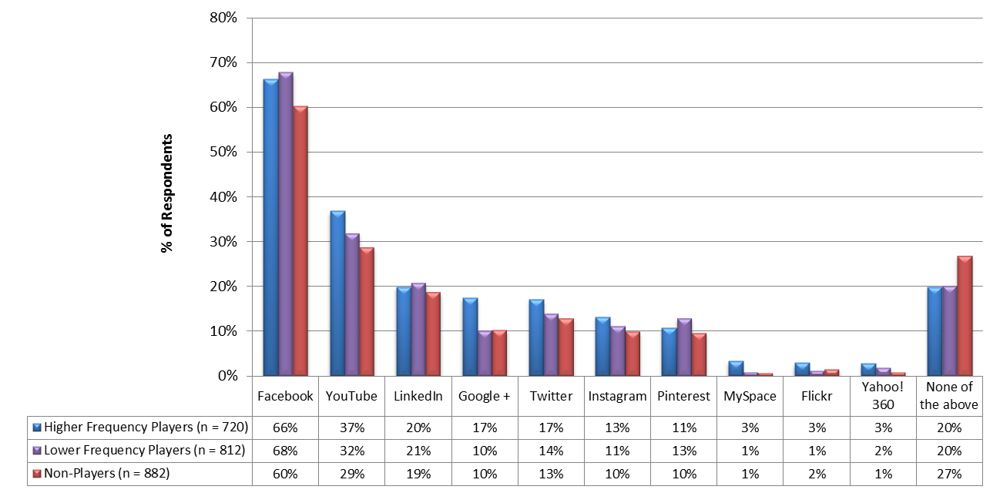 80%
70%
60%
50%
40%
30%
20%
10%
0%
% of Respondents
Facebook YouTube LinkedIn Google + Twitter Instagram Pinterest MySpace Flickr Yahoo! 360 None of the above
Higher Frequency Players (n = 720) 66% 37% 20% 17% 17% 13% 11% 3% 3% 3% 20%
Lower Frequency Players (n = 812) 68% 32% 21% 10% 14% 11% 13% 1% 1% 2% 20%
Non-Players (n = 882) 60% 29% 19% 10% 13% 10% 10% 1% 2% 1% 27%